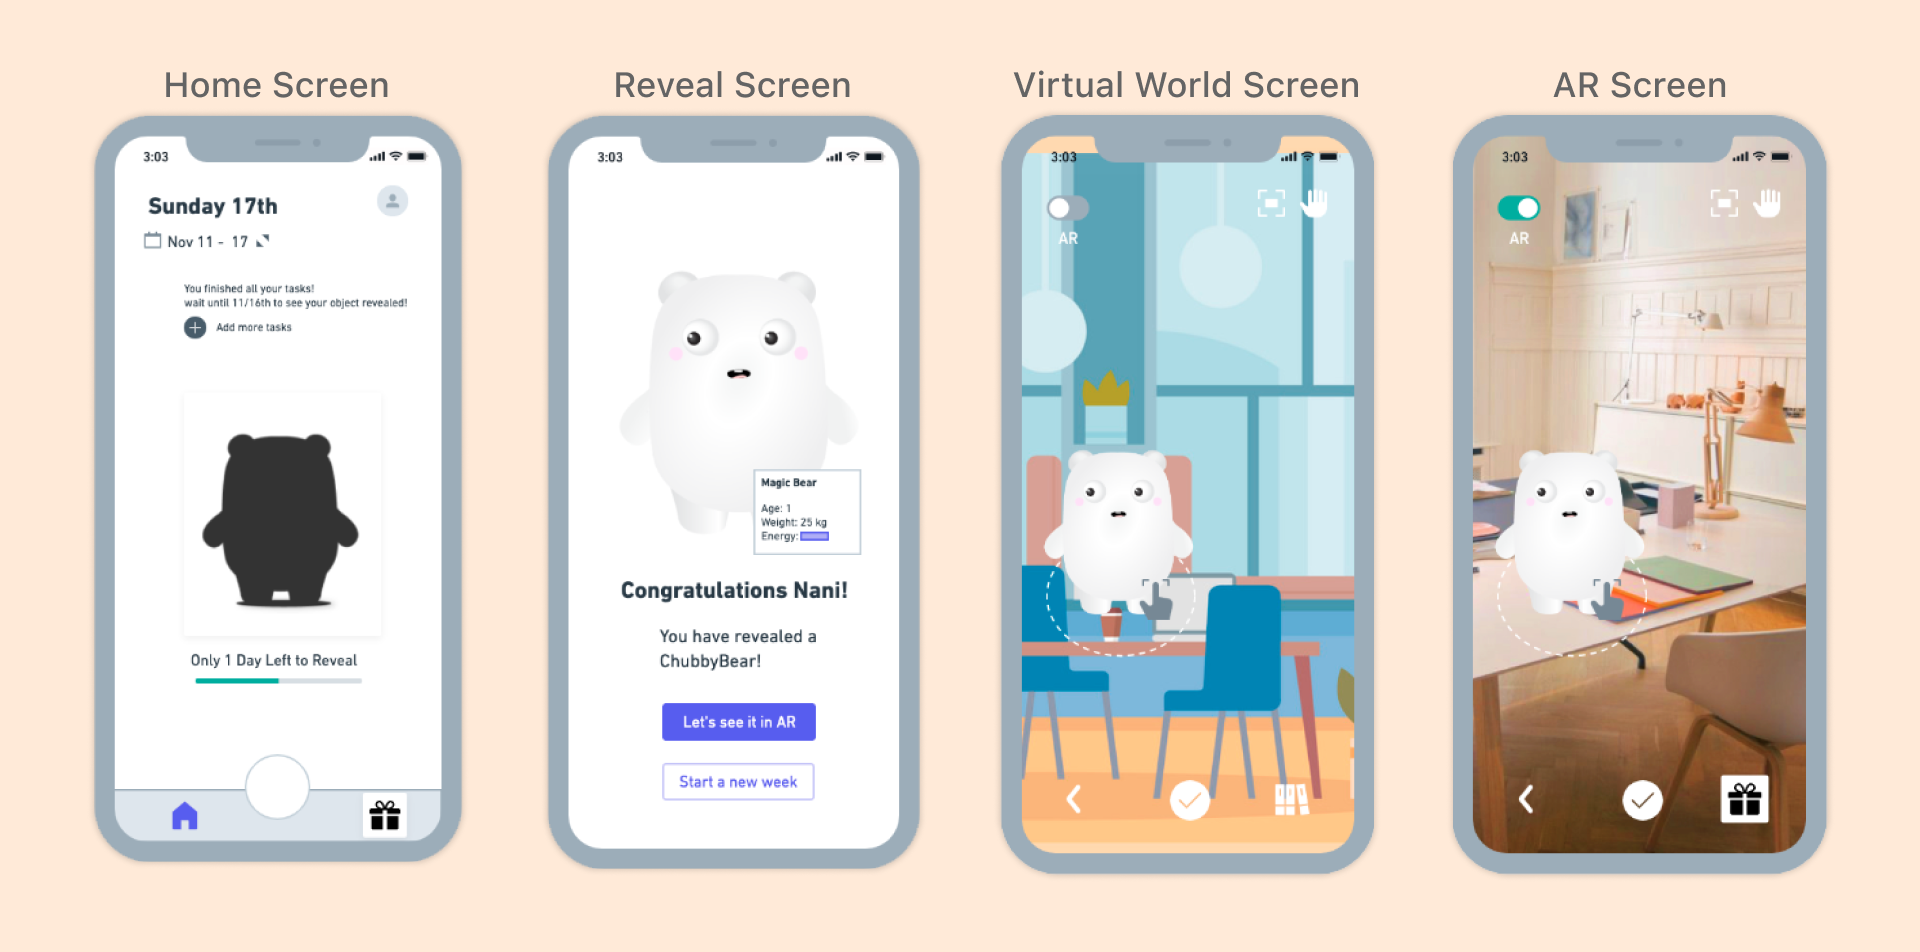 Home Screen
3:03
Sunday 17th
Nov 11 - 17
You finished all your tasks!
wait until 11/16th to see your object revealed!
Add more tasks
Only 1 Day Left to Reveal
Reveal Screen
3:03
Magic Bear
Age: 1
Weight: 25 kg
Energy:
Congratulations Nani!
You have revealed a
ChubbyBear!
Let's see it in AR
Start a new week
Virtual World Screen
3:03
AR
AR Screen
3:03
AR